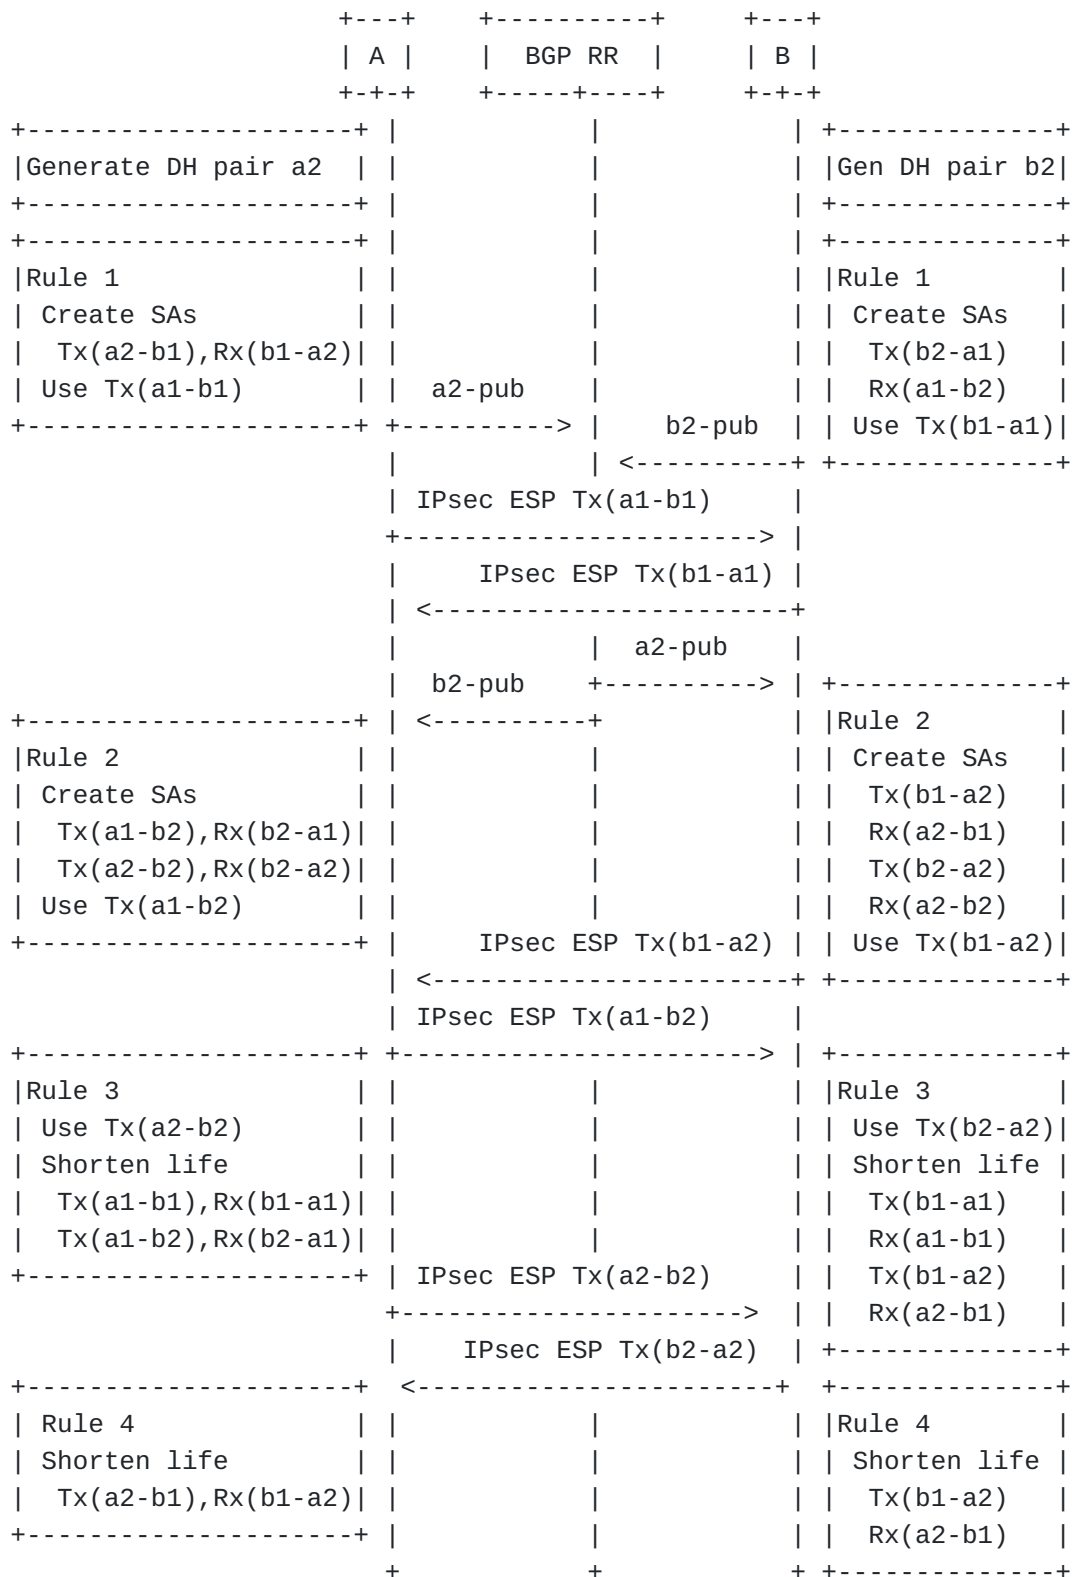 +---+    +----------+     +---+
                     | A |    |  BGP RR  |     | B |
                     +-+-+    +-----+----+     +-+-+
+---------------------+ |            |            | +--------------+
|Generate DH pair a2  | |            |            | |Gen DH pair b2|
+---------------------+ |            |            | +--------------+
+---------------------+ |            |            | +--------------+
|Rule 1               | |            |            | |Rule 1        |
| Create SAs          | |            |            | | Create SAs   |
|  Tx(a2-b1),Rx(b1-a2)| |            |            | |  Tx(b2-a1)   |
| Use Tx(a1-b1)       | |  a2-pub    |            | |  Rx(a1-b2)   |
+---------------------+ +----------> |    b2-pub  | | Use Tx(b1-a1)|
                        |            | <----------+ +--------------+
                        | IPsec ESP Tx(a1-b1)     |
                        +-----------------------> |
                        |     IPsec ESP Tx(b1-a1) |
                        | <-----------------------+
                        |            |  a2-pub    |
                        |  b2-pub    +----------> | +--------------+
+---------------------+ | <----------+            | |Rule 2        |
|Rule 2               | |            |            | | Create SAs   |
| Create SAs          | |            |            | |  Tx(b1-a2)   |
|  Tx(a1-b2),Rx(b2-a1)| |            |            | |  Rx(a2-b1)   |
|  Tx(a2-b2),Rx(b2-a2)| |            |            | |  Tx(b2-a2)   |
| Use Tx(a1-b2)       | |            |            | |  Rx(a2-b2)   |
+---------------------+ |     IPsec ESP Tx(b1-a2) | | Use Tx(b1-a2)|
                        | <-----------------------+ +--------------+
                        | IPsec ESP Tx(a1-b2)     |
+---------------------+ +-----------------------> | +--------------+
|Rule 3               | |            |            | |Rule 3        |
| Use Tx(a2-b2)       | |            |            | | Use Tx(b2-a2)|
| Shorten life        | |            |            | | Shorten life |
|  Tx(a1-b1),Rx(b1-a1)| |            |            | |  Tx(b1-a1)   |
|  Tx(a1-b2),Rx(b2-a1)| |            |            | |  Rx(a1-b1)   |
+---------------------+ | IPsec ESP Tx(a2-b2)     | |  Tx(b1-a2)   |
                        +---------------------->  | |  Rx(a2-b1)   |
                        |    IPsec ESP Tx(b2-a2)  | +--------------+
+---------------------+  <-----------------------+  +--------------+
| Rule 4              | |            |            | |Rule 4        |
| Shorten life        | |            |            | | Shorten life |
|  Tx(a2-b1),Rx(b1-a2)| |            |            | |  Tx(b1-a2)   |
+---------------------+ |            |            | |  Rx(a2-b1)   |
                        +            +            + +--------------+